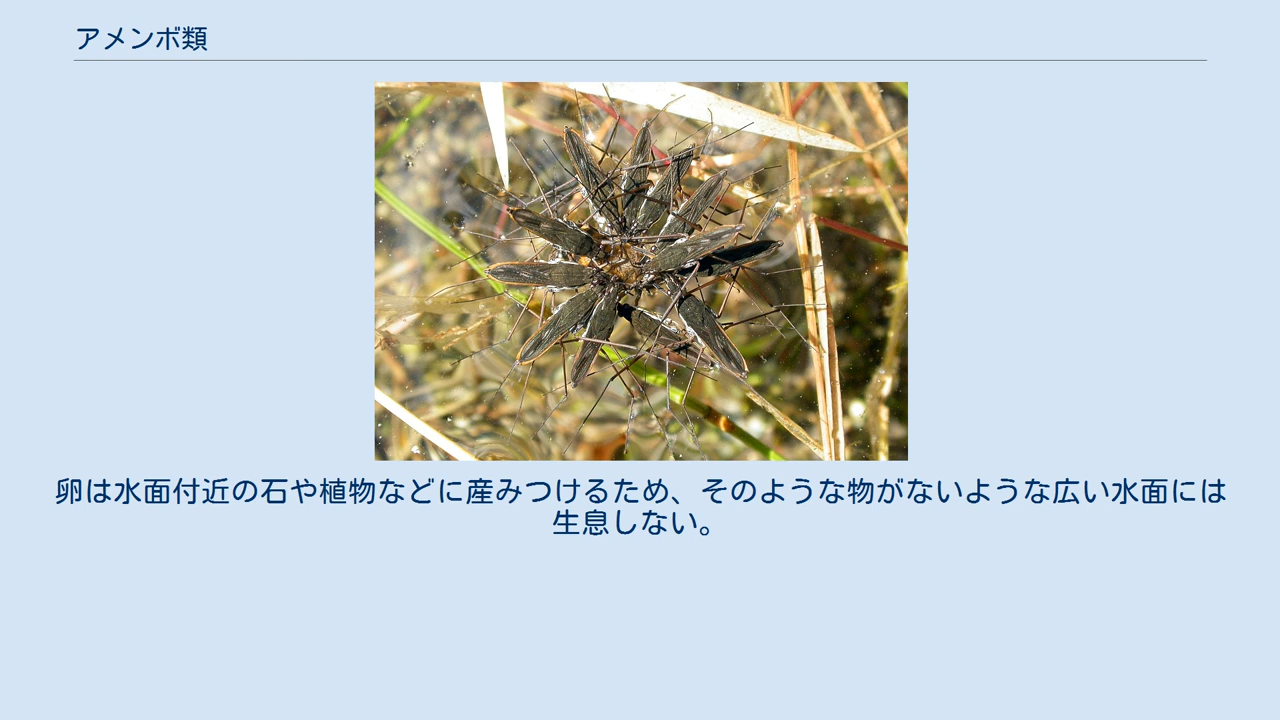 アメンボ類
卵は水面付近の石や植物などに産みつけるため、そのような物がないような広い水面には
生息しない。